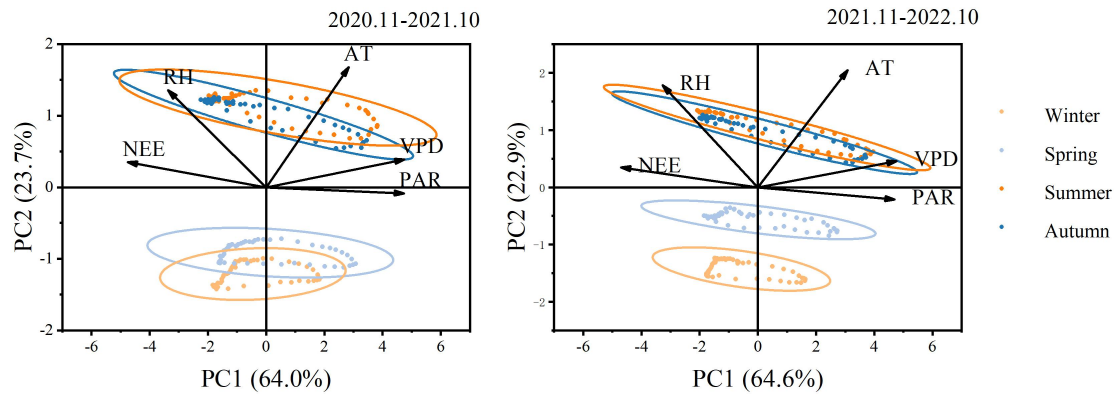 2020.11-2021.10
2
1
0
-1
-2
PC2 (23.7%)
AT
RH
NEE
VPD
PAR
-6 -4 -2 0 2 4 6
PC1 (64.0%)
2021.11-2022.10
2
1
0
-1
-2
PC2 (22.9%)
AT
RH
NEE
VPD
PAR
-6 -4 -2 0 2 4 6
PC1 (64.6%)
Winter
Spring
Summer
Autumn